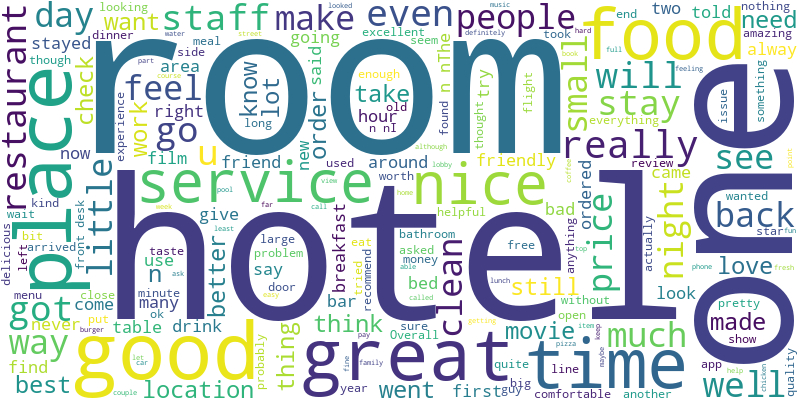 room
hotel
one
food
place
good
great
service
nice
time
restaurant
day
staff
make
even
people
want
feel
go
really
little
will
small
stay
see
back
night
price
clean
well
way
got
much
made
movie
love
still
think
thing
location
best
went
better
check
work
know
lot
take
hour
order
said
going
around
friend
friendly
u
film
right
area
now
stayed
looking
though
dinner
meal
side
excellent
seem
took
end
two
told
need
nothing
amazing
alway
something
everything
issue
found
n nThe
n nI
old
enough
try
thought
flight
new
long
used
worth
experience
kind
wait
arrived
bit
left
delicious
front desk
menu
come
close
never
put
find
burger
table
drink
many
minute
ok
use
taste
n
say
give
large
problem
door
breakfast
bar
bed
bathroom
asked
money
eat
tried
recommend
helpful
free
bad
ordered
came
review
anything
wanted
actually
star
fun
look
without
open
pretty
show
app
phone
fresh
quality
first
guy
big
line
quite
comfortable
another
sure
Overall
year
probably
car
couple
let
family
fine
pay
called
able
lunch
getting
item
pizza
maybe
keep
help
chicken
top
home
call
view
far
week
pool
least
ask
easy
lobby
although
definitely
music
street
looked
mater
part
course
hard
full
book
feeling
coffee
point